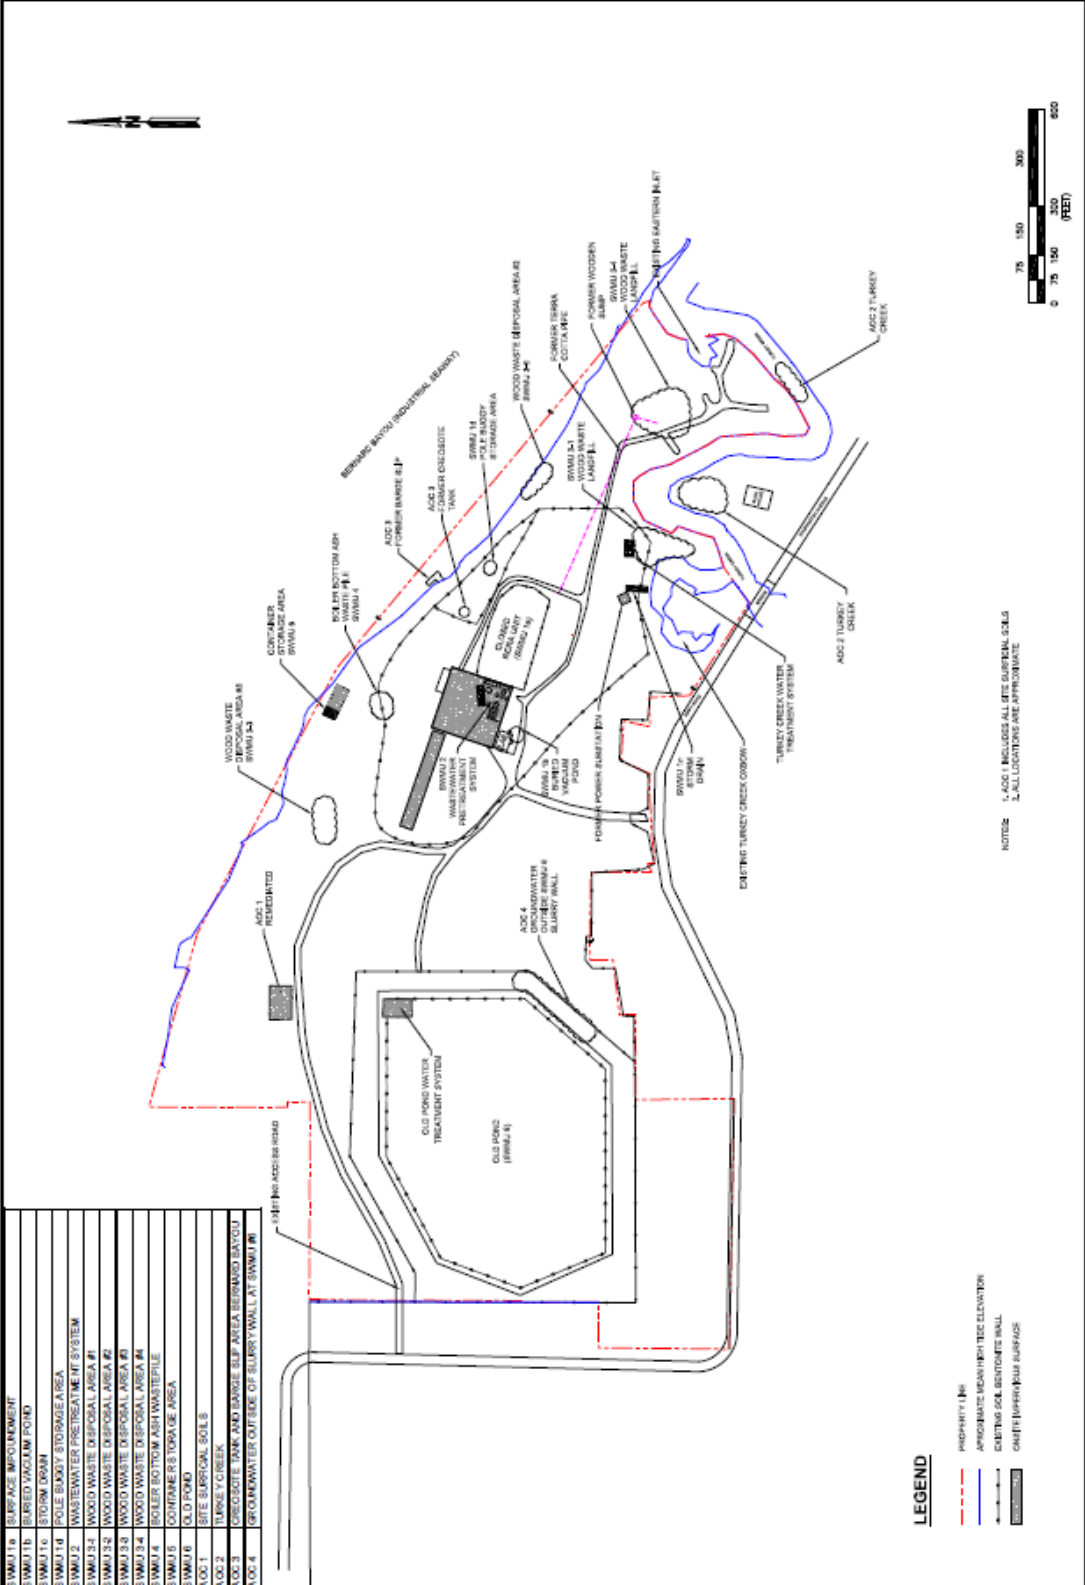 SWMU 1a SURFACE IMPOUNDMENT
SWMU 1b BURIED VACUUM POND
SWMU 1c STORM DRAIN
SWMU 1d POLE BUGGY STORAGE AREA
SWMU 2 WASTEWATER PRETREATMENT SYSTEM
SWMU 3-1 WOOD WASTE DISPOSAL AREA #1
SWMU 3-2 WOOD WASTE DISPOSAL AREA #2
SWMU 3-3 WOOD WASTE DISPOSAL AREA #3
SWMU 3-4 WOOD WASTE DISPOSAL AREA #4
SWMU 4 BOILER BOTTOM ASH WASTEPILE
SWMU 5 CONTAINER STORAGE AREA
SWMU 6 OLD POND
AOC 1 SITE SURFICIAL SOILS
AOC 2 TURKEY CREEK
AOC 3 CREOSOTE TANK AND BARGE SLIP AREA BERNARD BAYOU
AOC 4 GROUNDWATER OUTSIDE OF SLURRY WALL AT SWMU #6
N
EXISTING ACCESS ROAD
AOC 1
REMEDIATED
WOOD WASTE
DISPOSAL AREA #3
SWMU 3-3
CONTAINER
STORAGE AREA
SWMU 5
BOILER BOTTOM ASH
WASTE PILE
SWMU 4
AOC 3
FORMER BARGE SLIP
AOC 3
FORMER CREOSOTE
TANK
SWMU 1d
POLE BUGGY
STORAGE AREA
BERNARD BAYOU (INDUSTRIAL SEAWAY)
WOOD WASTE DISPOSAL AREA #2
FORMER TERRA
COTTA PIPE
FORMER WOODEN
SUMP
SWMU 3-4
WOOD WASTE
LANDFILL
EXISTING EASTERN INLET
SWMU 3-1
WOOD WASTE
LANDFILL
CLOSED
RCRA UNIT
(SWMU 1a)
SWMU 2
WASTEWATER
PRETREATMENT
SYSTEM
SWMU 1b
BURIED
VACUUM
POND
FORMER POWER SUBSTATION
SWMU 1c
STORM
DRAIN
EXISTING TURKEY CREEK OXBOW
TURKEY CREEK WATER
TREATMENT SYSTEM
AOC 2 TURKEY
CREEK
AOC 2 TURKEY
CREEK
AOC 4
GROUNDWATER
OUTSIDE SWMU 6
SLURRY WALL
OLD POND WATER
TREATMENT SYSTEM
OLD POND
(SWMU 6)
75 150 300
0 75 150 300 600
(FEET)
NOTES: 1. AOC 1 INCLUDES ALL SITE SURFICIAL SOILS
2. ALL LOCATIONS ARE APPROXIMATE
LEGEND
PROPERTY LINE
APPROXIMATE MEAN HIGH TIDE ELEVATION
EXISTING SOIL BENTONITE WALL
ONSITE IMPERVIOUS SURFACE